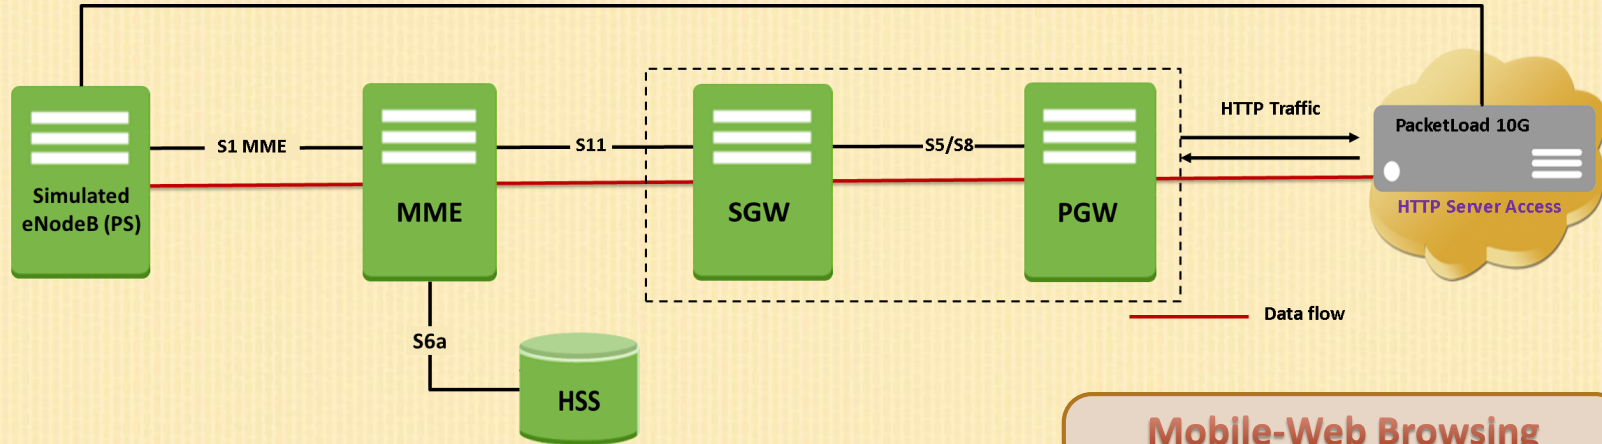 HTTP Traffic
PacketLoad 10G
S1 MME
S11
S5/S8
Simulated
eNodeB (PS)
MME
SGW
PGW
HTTP Server Access
Data flow
S6a
HSS
Mobile-Web Browsing